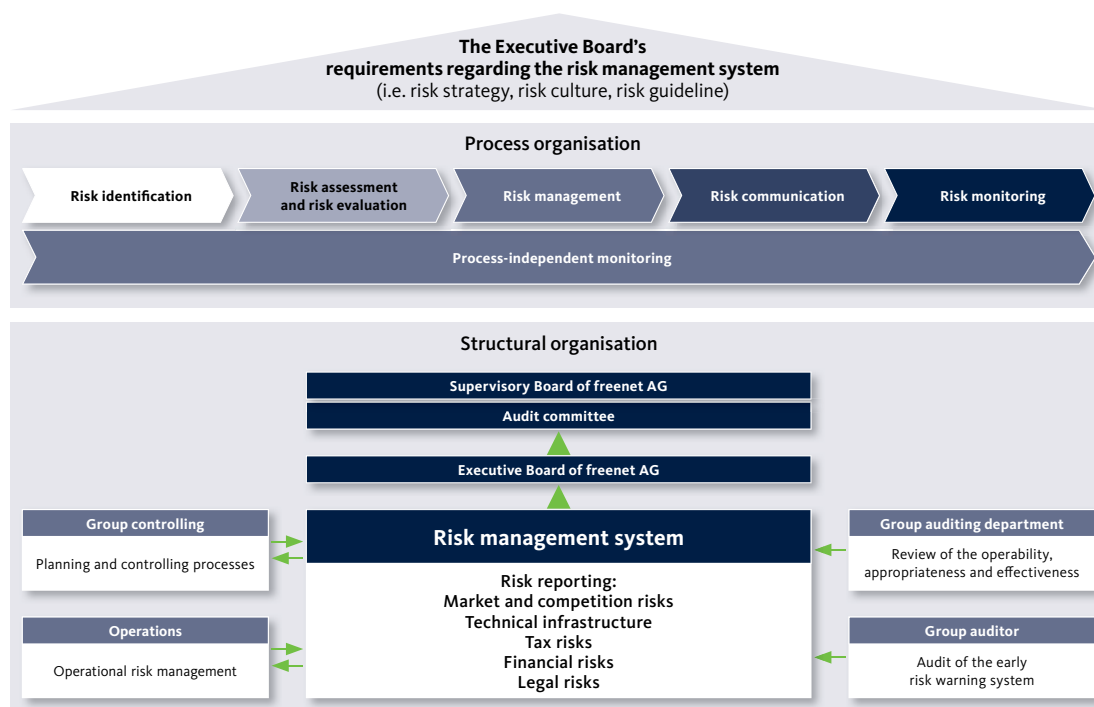 The Executive Board’s
requirements regarding the risk management system
(i.e. risk strategy, risk culture, risk guideline)
Process organisation
Risk identification
Risk assessment
and risk evaluation
Risk management
Risk communication
Risk monitoring
Process-independent monitoring
Structural organisation
Supervisory Board of freenet AG
Audit committee
Executive Board of freenet AG
Group controlling
Planning and controlling processes
Operations
Operational risk management
Risk management system
Risk reporting:
Market and competition risks
Technical infrastructure
Tax risks
Financial risks
Legal risks
Group auditing department
Review of the operability,
appropriateness and effectiveness
Group auditor
Audit of the early
risk warning system